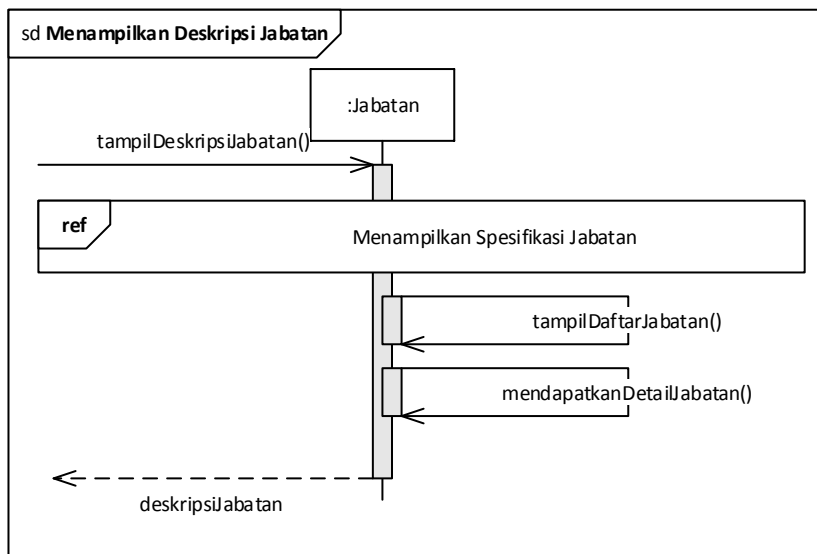 sd Menampilkan Deskripsi Jabatan
:Jabatan
tampilDeskripsiJabatan()
ref
Menampilkan Spesifikasi Jabatan
tampilDaftarJabatan()
mendapatkanDetailJabatan()
deskripsiJabatan